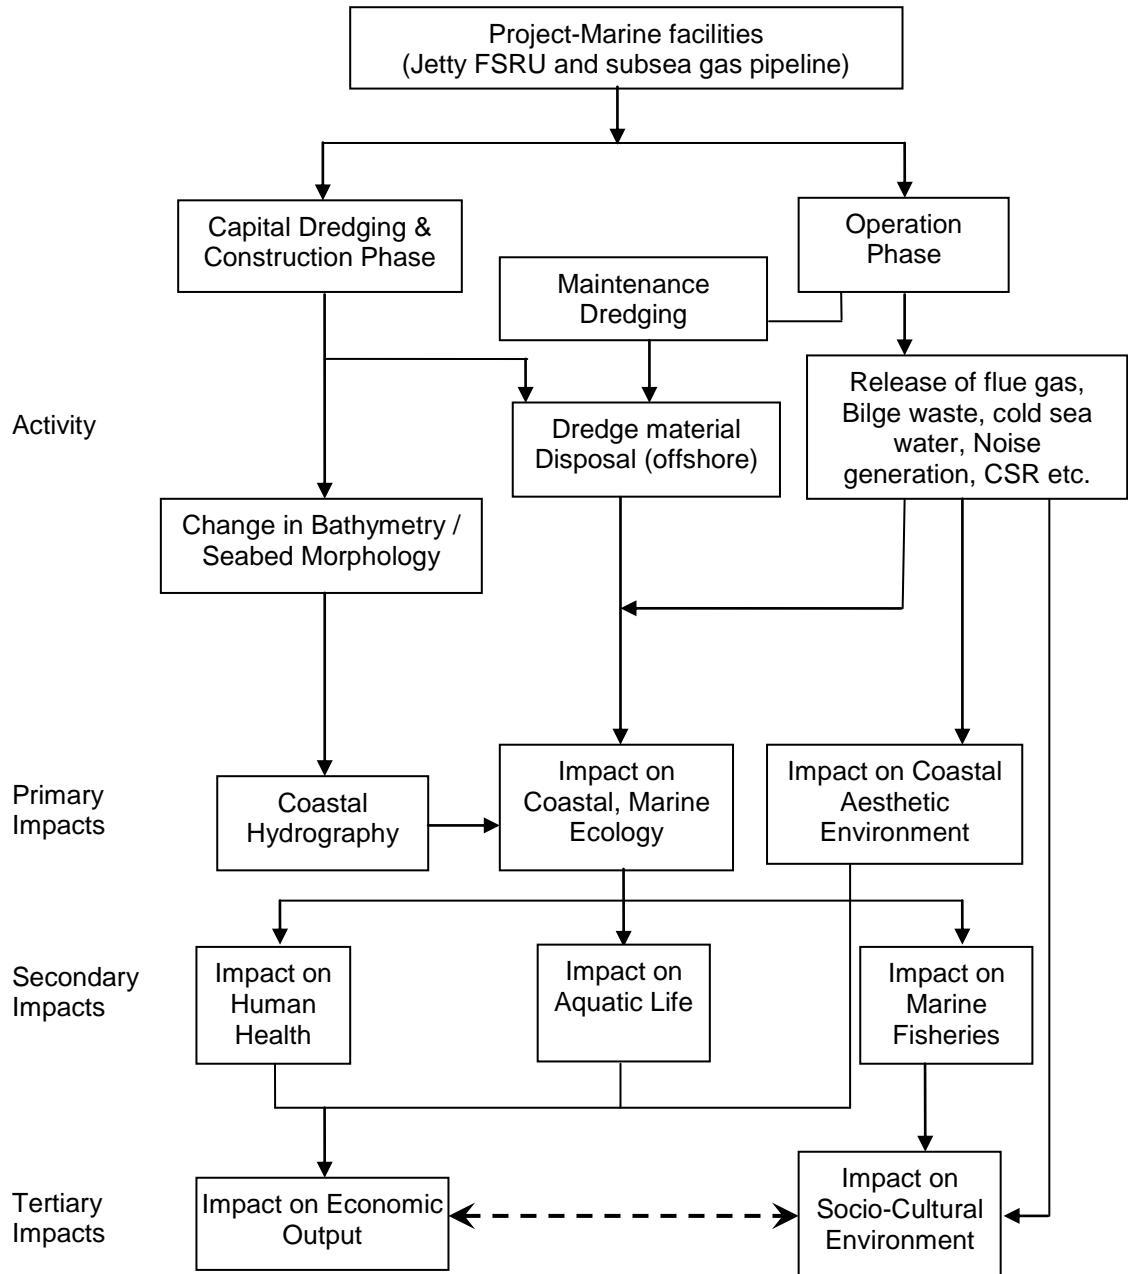 Project-Marine facilities
(Jetty FSRU and subsea gas pipeline)
Capital Dredging &
Construction Phase
Operation
Phase
Maintenance
Dredging
Activity
Dredge material
Disposal (offshore)
Release of flue gas,
Bilge waste, cold sea
water, Noise
generation, CSR etc.
Change in Bathymetry /
Seabed Morphology
Primary
Impacts
Coastal
Hydrography
Impact on
Coastal, Marine
Ecology
Impact on Coastal
Aesthetic
Environment
Secondary
Impacts
Impact on
Human
Health
Impact on
Aquatic Life
Impact on
Marine
Fisheries
Tertiary
Impacts
Impact on Economic
Output
Impact on
Socio-Cultural
Environment